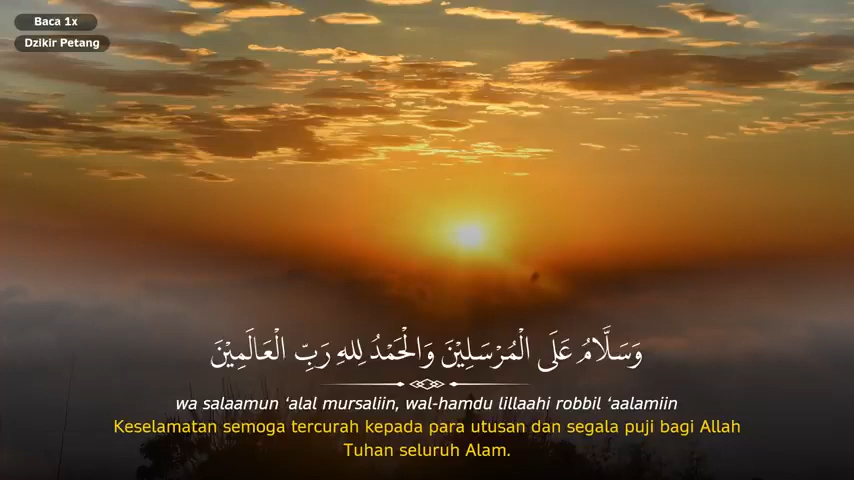 Baca 1x
Dzikir Petang
وَسَلَّامُ عَلَى الْمُرْسَلِيْنَ وَالْحَمْدُ لِلهِ رَبِّ الْعَالَمِيْنَ
wa salaamun ‘alal mursaliin, wal-hamdu lillaahi robbil ‘aalamiin
Keselamatan semoga tercurah kepada para utusan dan segala puji bagi Allah
Tuhan seluruh Alam.